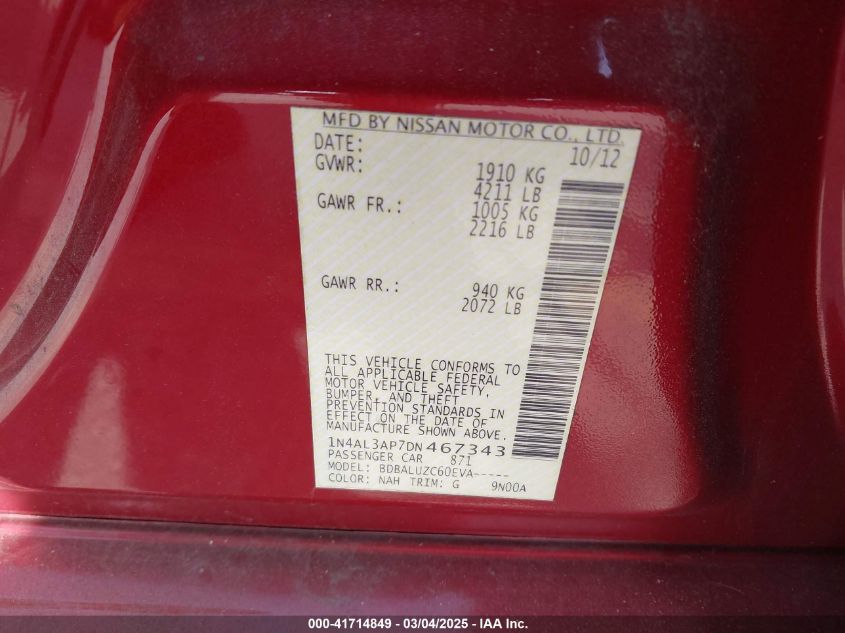 MFD BY NISSAN MOTOR CO., LTD.
DATE: 10/12
GVWR: 1910 KG
4211 LB
GAWR FR.: 1005 KG
2216 LB
GAWR RR.: 940 KG
2072 LB
THIS VEHICLE CONFORMS TO
ALL APPLICABLE FEDERAL
MOTOR VEHICLE SAFETY,
BUMPER, AND THEFT
PREVENTION STANDARDS IN
EFFECT ON THE DATE OF
MANUFACTURE SHOWN ABOVE.
1N4AL3AP7DN467343
PASSENGER CAR 871
MODEL: BDBALUZC60EVA-----
COLOR: NAH TRIM: G 9N00A
000-41714849 - 03/04/2025 - IAA, Inc.